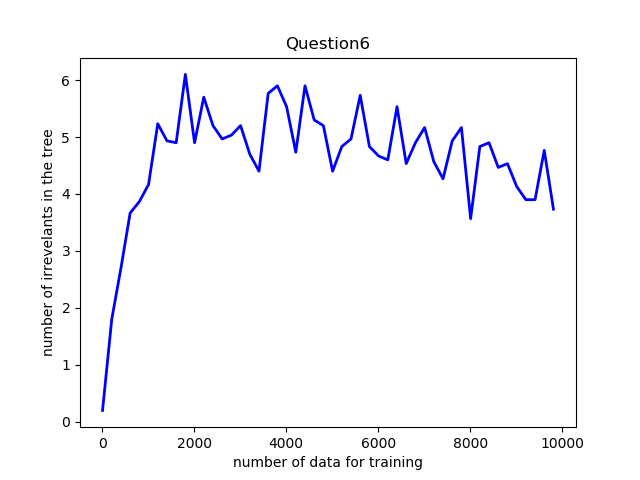 Question6
number of irrevelants in the tree
6
5
4
3
2
1
0
0 2000 4000 6000 8000 10000
number of data for training